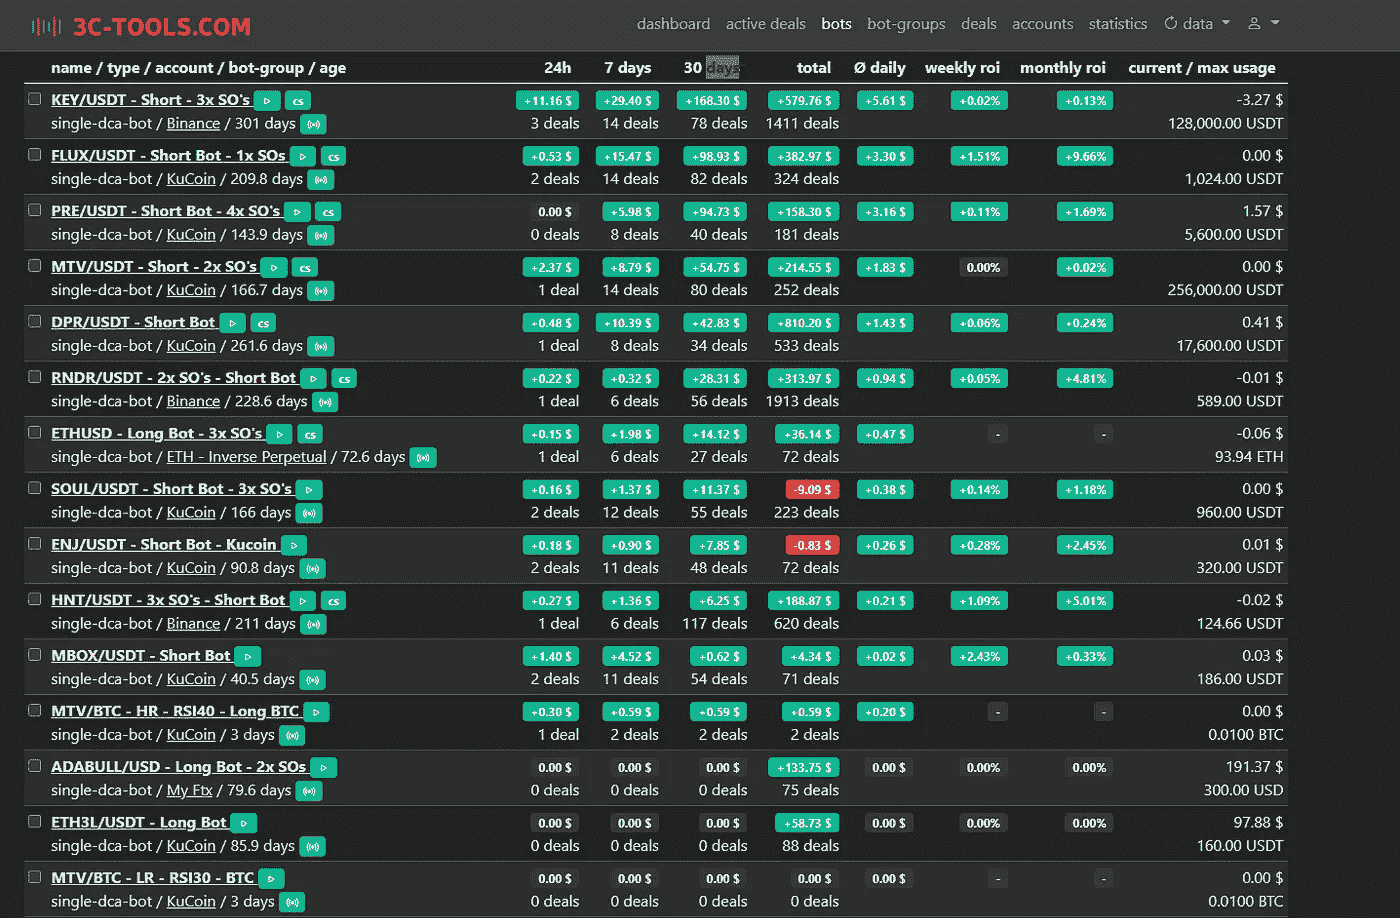 3C-TOOLS.COM dashboard active deals bots bot-groups deals accounts statistics data
name / type / account / bot-group / age 24h 7 days 30 days total Ø daily weekly roi monthly roi current / max usage
KEY/USDT - Short - 3x SO's cs +11.16 $ +29.40 $ +168.30 $ +579.76 $ +5.61 $ +0.02% +0.13% -3.27 $
single-dca-bot / Binance / 301 days 3 deals 14 deals 78 deals 1411 deals 128,000.00 USDT
FLUX/USDT - Short Bot - 1x SOs cs +0.53 $ +15.47 $ +98.93 $ +382.97 $ +3.30 $ +1.51% +9.66% 0.00 $
single-dca-bot / KuCoin / 209.8 days 2 deals 14 deals 82 deals 324 deals 1,024.00 USDT
PRE/USDT - Short Bot - 4x SO's cs 0.00 $ +5.98 $ +94.73 $ +158.30 $ +3.16 $ +0.11% +1.69% 1.57 $
single-dca-bot / KuCoin / 143.9 days 0 deals 8 deals 40 deals 181 deals 5,600.00 USDT
MTV/USDT - Short - 2x SO's cs +2.37 $ +8.79 $ +54.75 $ +214.55 $ +1.83 $ 0.00% +0.02% 0.00 $
single-dca-bot / KuCoin / 166.7 days 1 deal 14 deals 80 deals 252 deals 256,000.00 USDT
DPR/USDT - Short Bot cs +0.48 $ +10.39 $ +42.83 $ +810.20 $ +1.43 $ +0.06% +0.24% 0.41 $
single-dca-bot / KuCoin / 261.6 days 1 deal 8 deals 34 deals 533 deals 17,600.00 USDT
RNDR/USDT - 2x SO's - Short Bot cs +0.22 $ +0.32 $ +28.31 $ +313.97 $ +0.94 $ +0.05% +4.81% -0.01 $
single-dca-bot / Binance / 228.6 days 1 deal 6 deals 56 deals 1913 deals 589.00 USDT
ETHUSD - Long Bot - 3x SO's cs +0.15 $ +1.98 $ +14.12 $ +36.14 $ +0.47 $ - - -0.06 $
single-dca-bot / ETH - Inverse Perpetual / 72.6 days 1 deal 6 deals 27 deals 72 deals 93.94 ETH
SOUL/USDT - Short Bot - 3x SO's +0.16 $ +1.37 $ +11.37 $ -9.09 $ +0.38 $ +0.14% +1.18% 0.00 $
single-dca-bot / KuCoin / 166 days 2 deals 12 deals 55 deals 223 deals 960.00 USDT
ENJ/USDT - Short Bot - Kucoin +0.18 $ +0.90 $ +7.85 $ -0.83 $ +0.26 $ +0.28% +2.45% 0.01 $
single-dca-bot / KuCoin / 90.8 days 2 deals 11 deals 48 deals 72 deals 320.00 USDT
HNT/USDT - 3x SO's - Short Bot cs +0.27 $ +1.36 $ +6.25 $ +188.87 $ +0.21 $ +1.09% +5.01% -0.02 $
single-dca-bot / Binance / 211 days 1 deal 6 deals 117 deals 620 deals 124.66 USDT
MBOX/USDT - Short Bot +1.40 $ +4.52 $ +0.62 $ +4.34 $ +0.02 $ +2.43% +0.33% 0.03 $
single-dca-bot / KuCoin / 40.5 days 2 deals 11 deals 54 deals 71 deals 186.00 USDT
MTV/BTC - HR - RSI40 - Long BTC +0.30 $ +0.59 $ +0.59 $ +0.59 $ +0.20 $ - - 0.00 $
single-dca-bot / KuCoin / 3 days 1 deal 2 deals 2 deals 2 deals 0.0100 BTC
ADABULL/USD - Long Bot - 2x SOs 0.00 $ 0.00 $ 0.00 $ +133.75 $ 0.00 $ 0.00% 0.00% 191.37 $
single-dca-bot / My Ftx / 79.6 days 0 deals 0 deals 0 deals 75 deals 300.00 USD
ETH3L/USDT - Long Bot 0.00 $ 0.00 $ 0.00 $ +58.73 $ 0.00 $ 0.00% 0.00% 97.88 $
single-dca-bot / KuCoin / 85.9 days 0 deals 0 deals 0 deals 88 deals 160.00 USDT
MTV/BTC - LR - RSI30 - BTC 0.00 $ 0.00 $ 0.00 $ 0.00 $ 0.00 $ - - 0.00 $
single-dca-bot / KuCoin / 3 days 0 deals 0 deals 0 deals 0 deals 0.0100 BTC